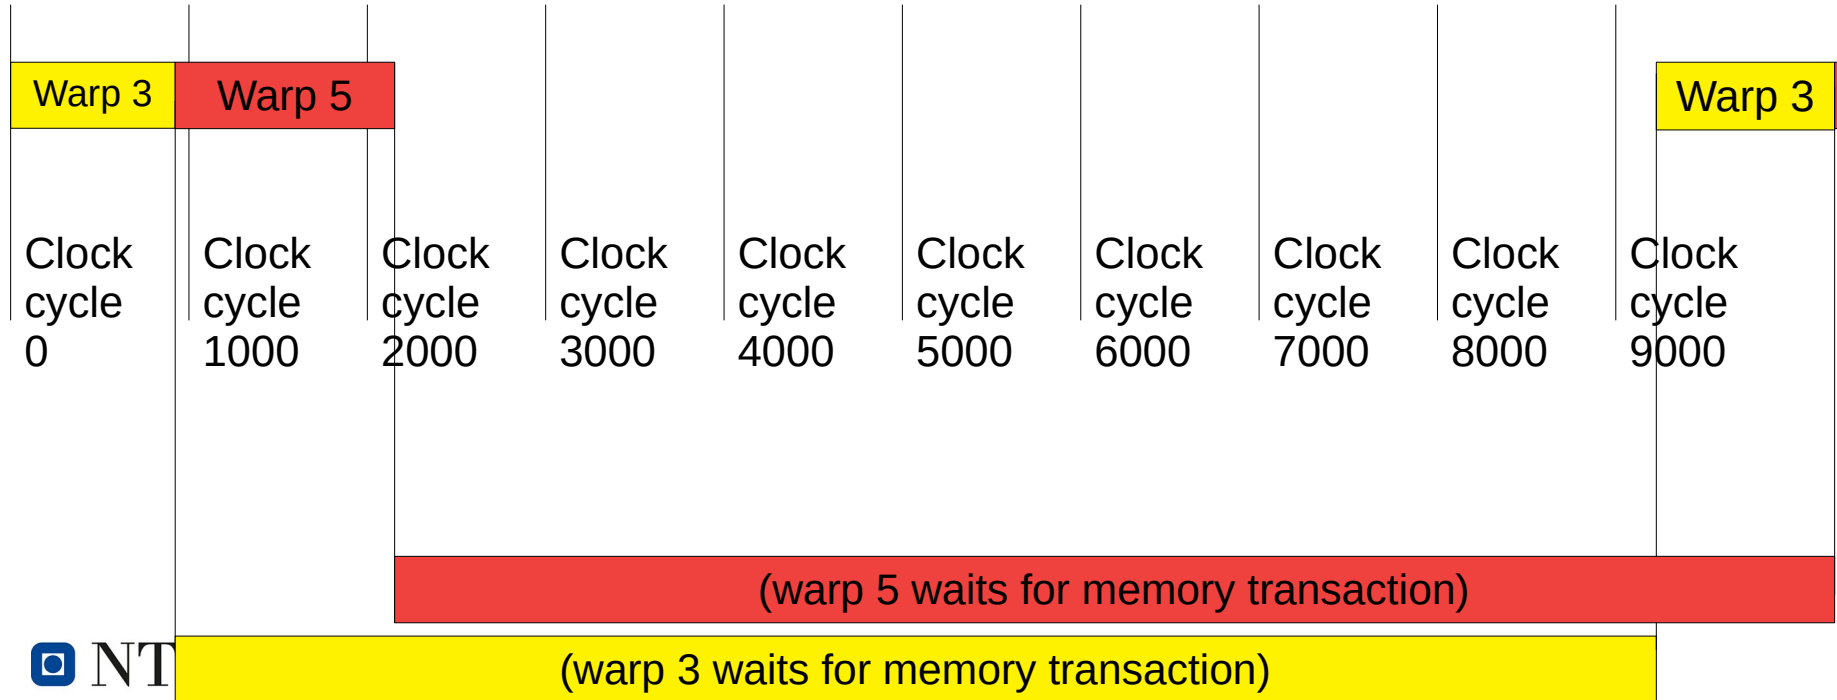 Warp 3
Warp 5
Warp 3
Clock
cycle
0
Clock
cycle
1000
Clock
cycle
2000
Clock
cycle
3000
Clock
cycle
4000
Clock
cycle
5000
Clock
cycle
6000
Clock
cycle
7000
Clock
cycle
8000
Clock
cycle
9000
(warp 5 waits for memory transaction)
NT
(warp 3 waits for memory transaction)